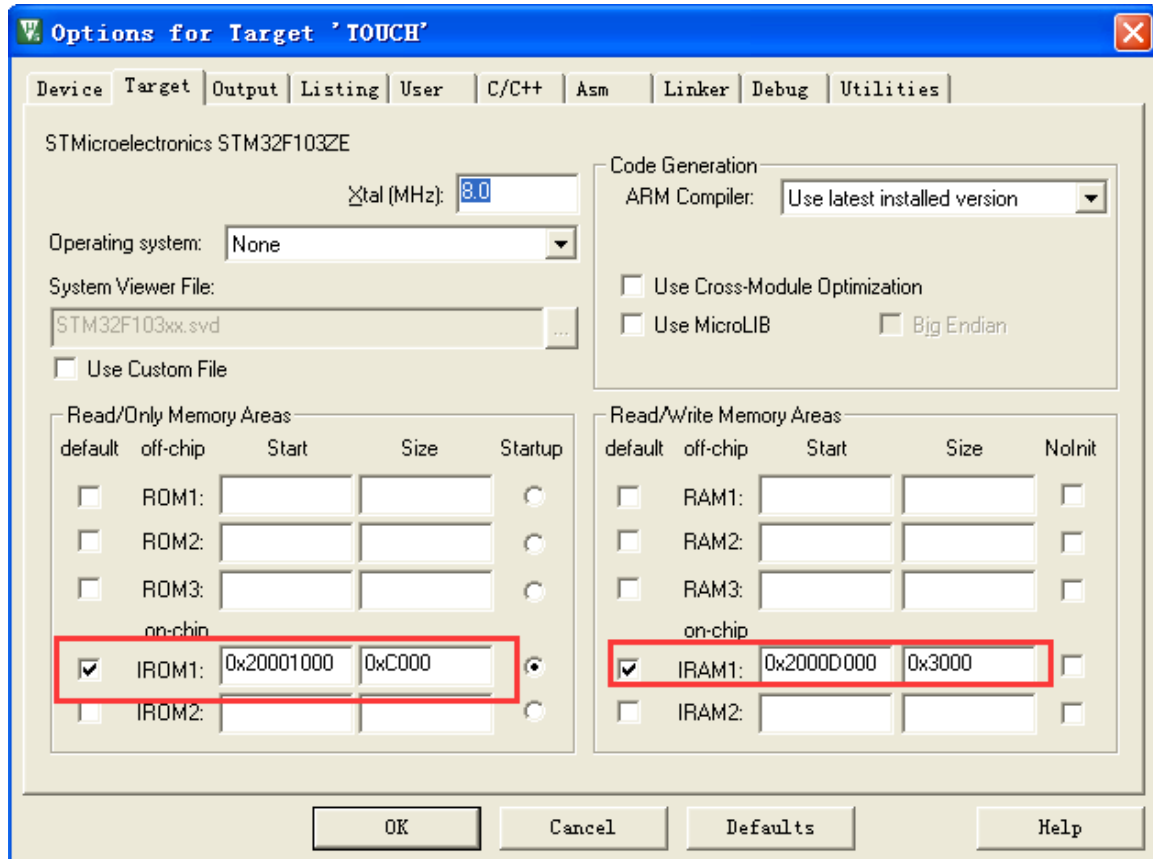 Options for Target 'TOUCH'
Device Target Output Listing User C/C++ Asm Linker Debug Utilities
STMicroelectronics STM32F103ZE
Xtal (MHz): 8.0
Operating system: None
System Viewer File:
STM32F103xx.svd ...
Use Custom File
Code Generation
ARM Compiler: Use latest installed version
Use Cross-Module Optimization
Use MicroLIB Big Endian
Read/Only Memory Areas
default off-chip Start Size Startup
ROM1:
ROM2:
ROM3:
on-chip
IROM1: 0x20001000 0xC000
IROM2:
Read/Write Memory Areas
default off-chip Start Size NoInit
RAM1:
RAM2:
RAM3:
on-chip
IRAM1: 0x2000D000 0x3000
IRAM2:
OK Cancel Defaults Help